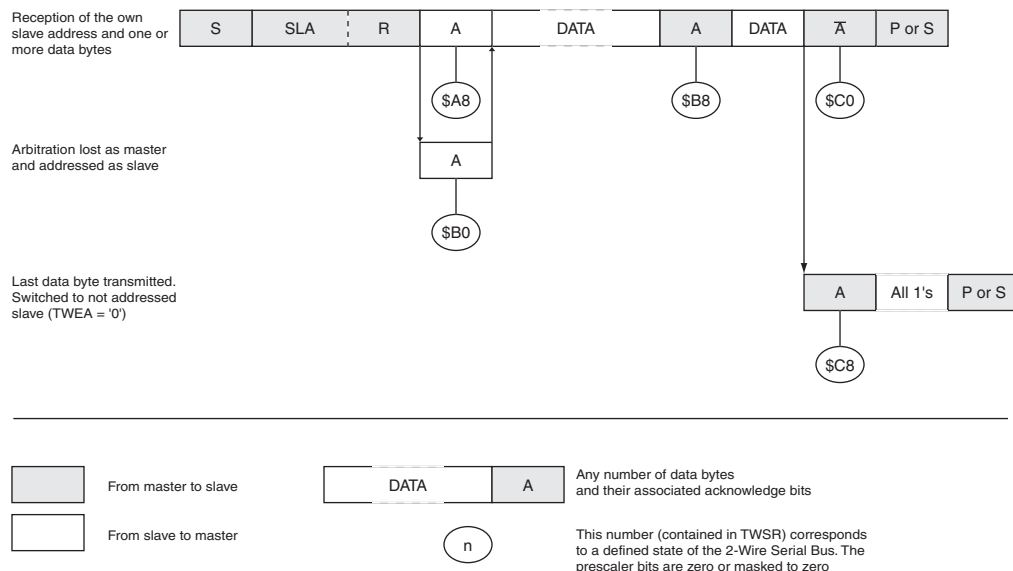 Reception of the own
slave address and one or
more data bytes
S SLA R A DATA A DATA A̅ P or S
$A8 $B8 $C0
Arbitration lost as master
and addressed as slave
A
$B0
Last data byte transmitted.
Switched to not addressed
slave (TWEA = '0')
A All 1's P or S
$C8
From master to slave
DATA A
Any number of data bytes
and their associated acknowledge bits
From slave to master
n
This number (contained in TWSR) corresponds
to a defined state of the 2-Wire Serial Bus. The
prescaler bits are zero or masked to zero